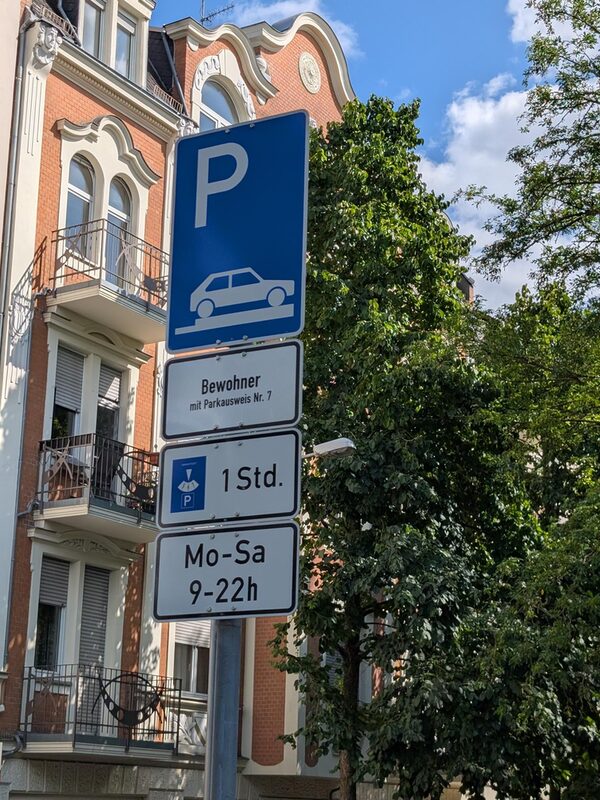 P
Bewohner
mit Parkausweis Nr. 7
P
1 Std.
Mo-Sa
9-22h